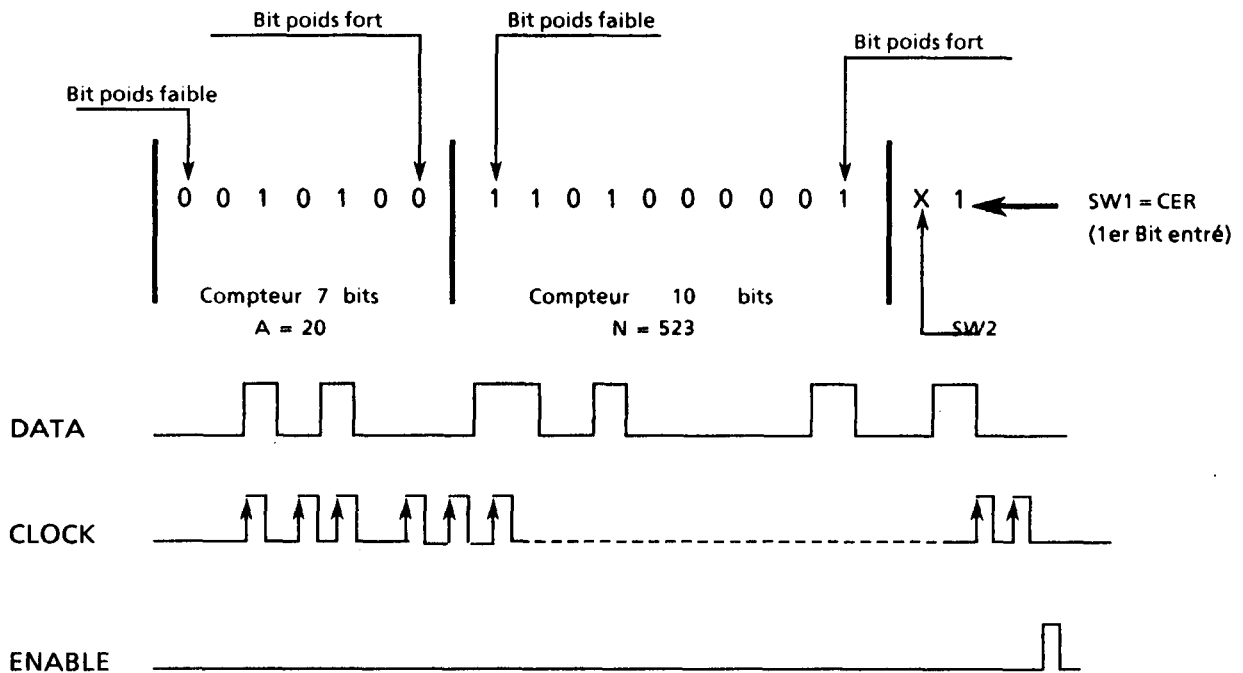 Bit poids fort
Bit poids faible
Bit poids fort
Bit poids faible
0 0 1 0 1 0 0 1 1 0 1 0 0 0 0 0 1 X 1 SW1 = CER
(1er Bit entré)
Compteur 7 bits
A = 20
Compteur 10 bits
N = 523
SW2
DATA
CLOCK
ENABLE